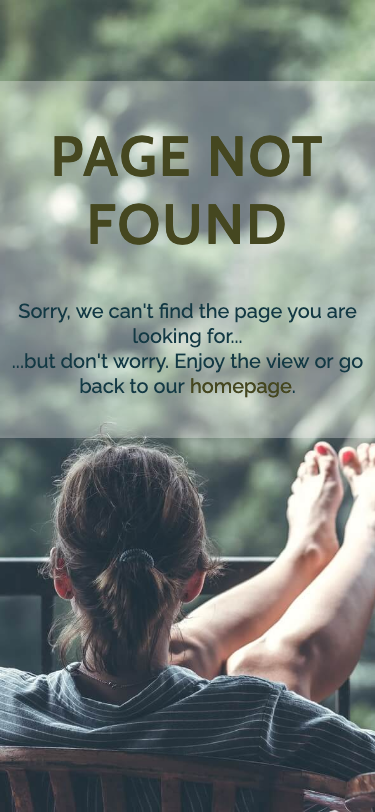 PAGE NOT
FOUND
Sorry, we can't find the page you are
looking for...
...but don't worry. Enjoy the view or go
back to our homepage.